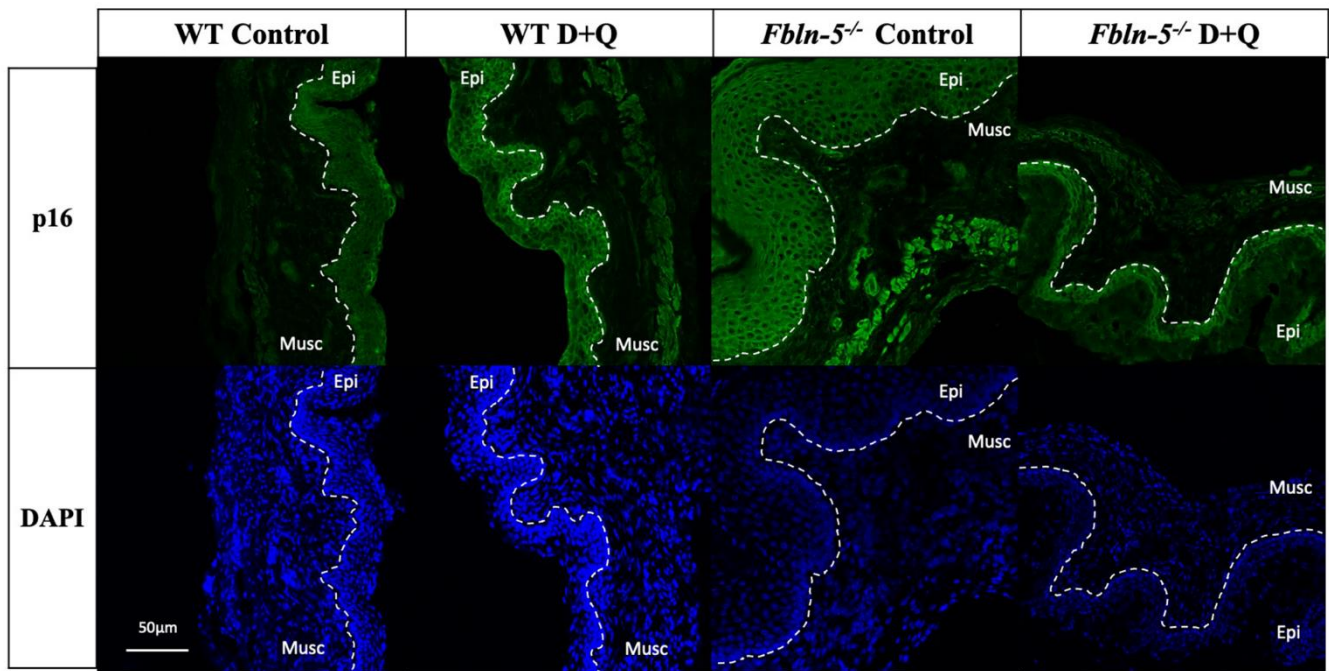 WT Control
WT D+Q
Fbln-5-/- Control
Fbln-5-/- D+Q
p16
Epi
Musc
Epi
Musc
Epi
Musc
Musc
Epi
DAPI
Epi
Musc
50µm
Epi
Musc
Epi
Musc
Musc
Epi